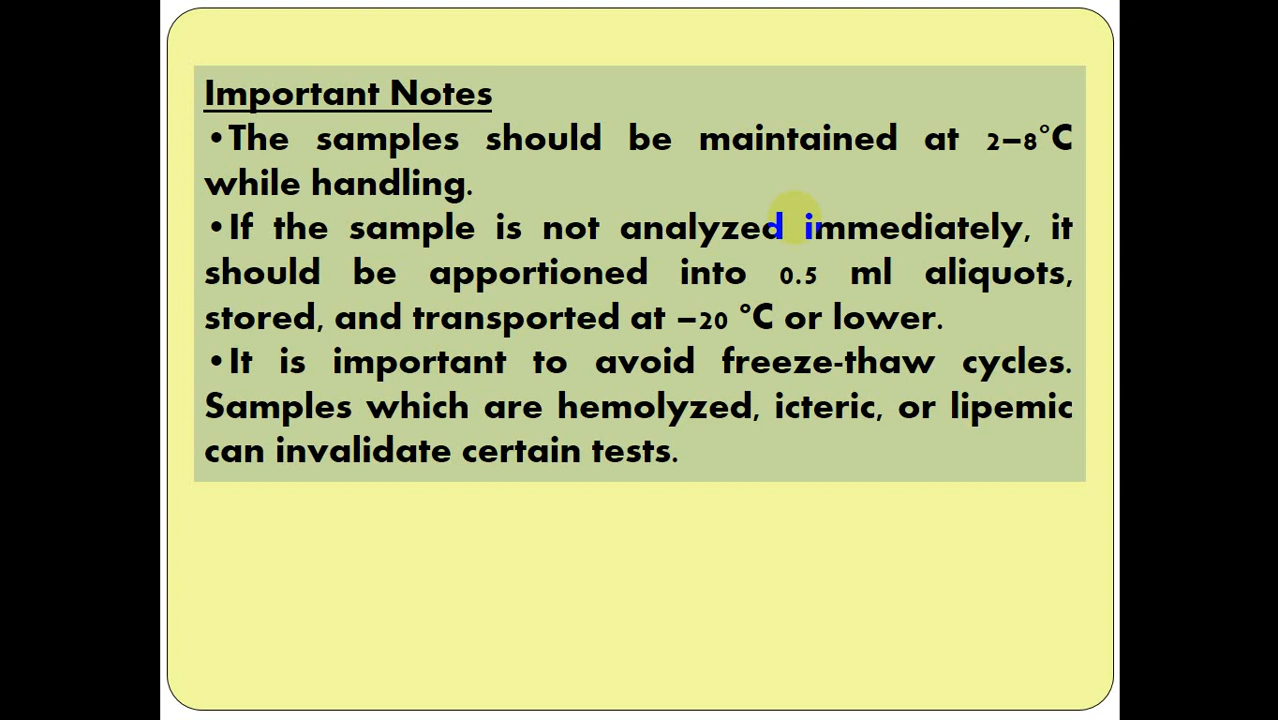 Important Notes
•The samples should be maintained at 2–8°C
while handling.
•If the sample is not analyzed immediately, it
should be apportioned into 0.5 ml aliquots,
stored, and transported at –20 °C or lower.
•It is important to avoid freeze-thaw cycles.
Samples which are hemolyzed, icteric, or lipemic
can invalidate certain tests.